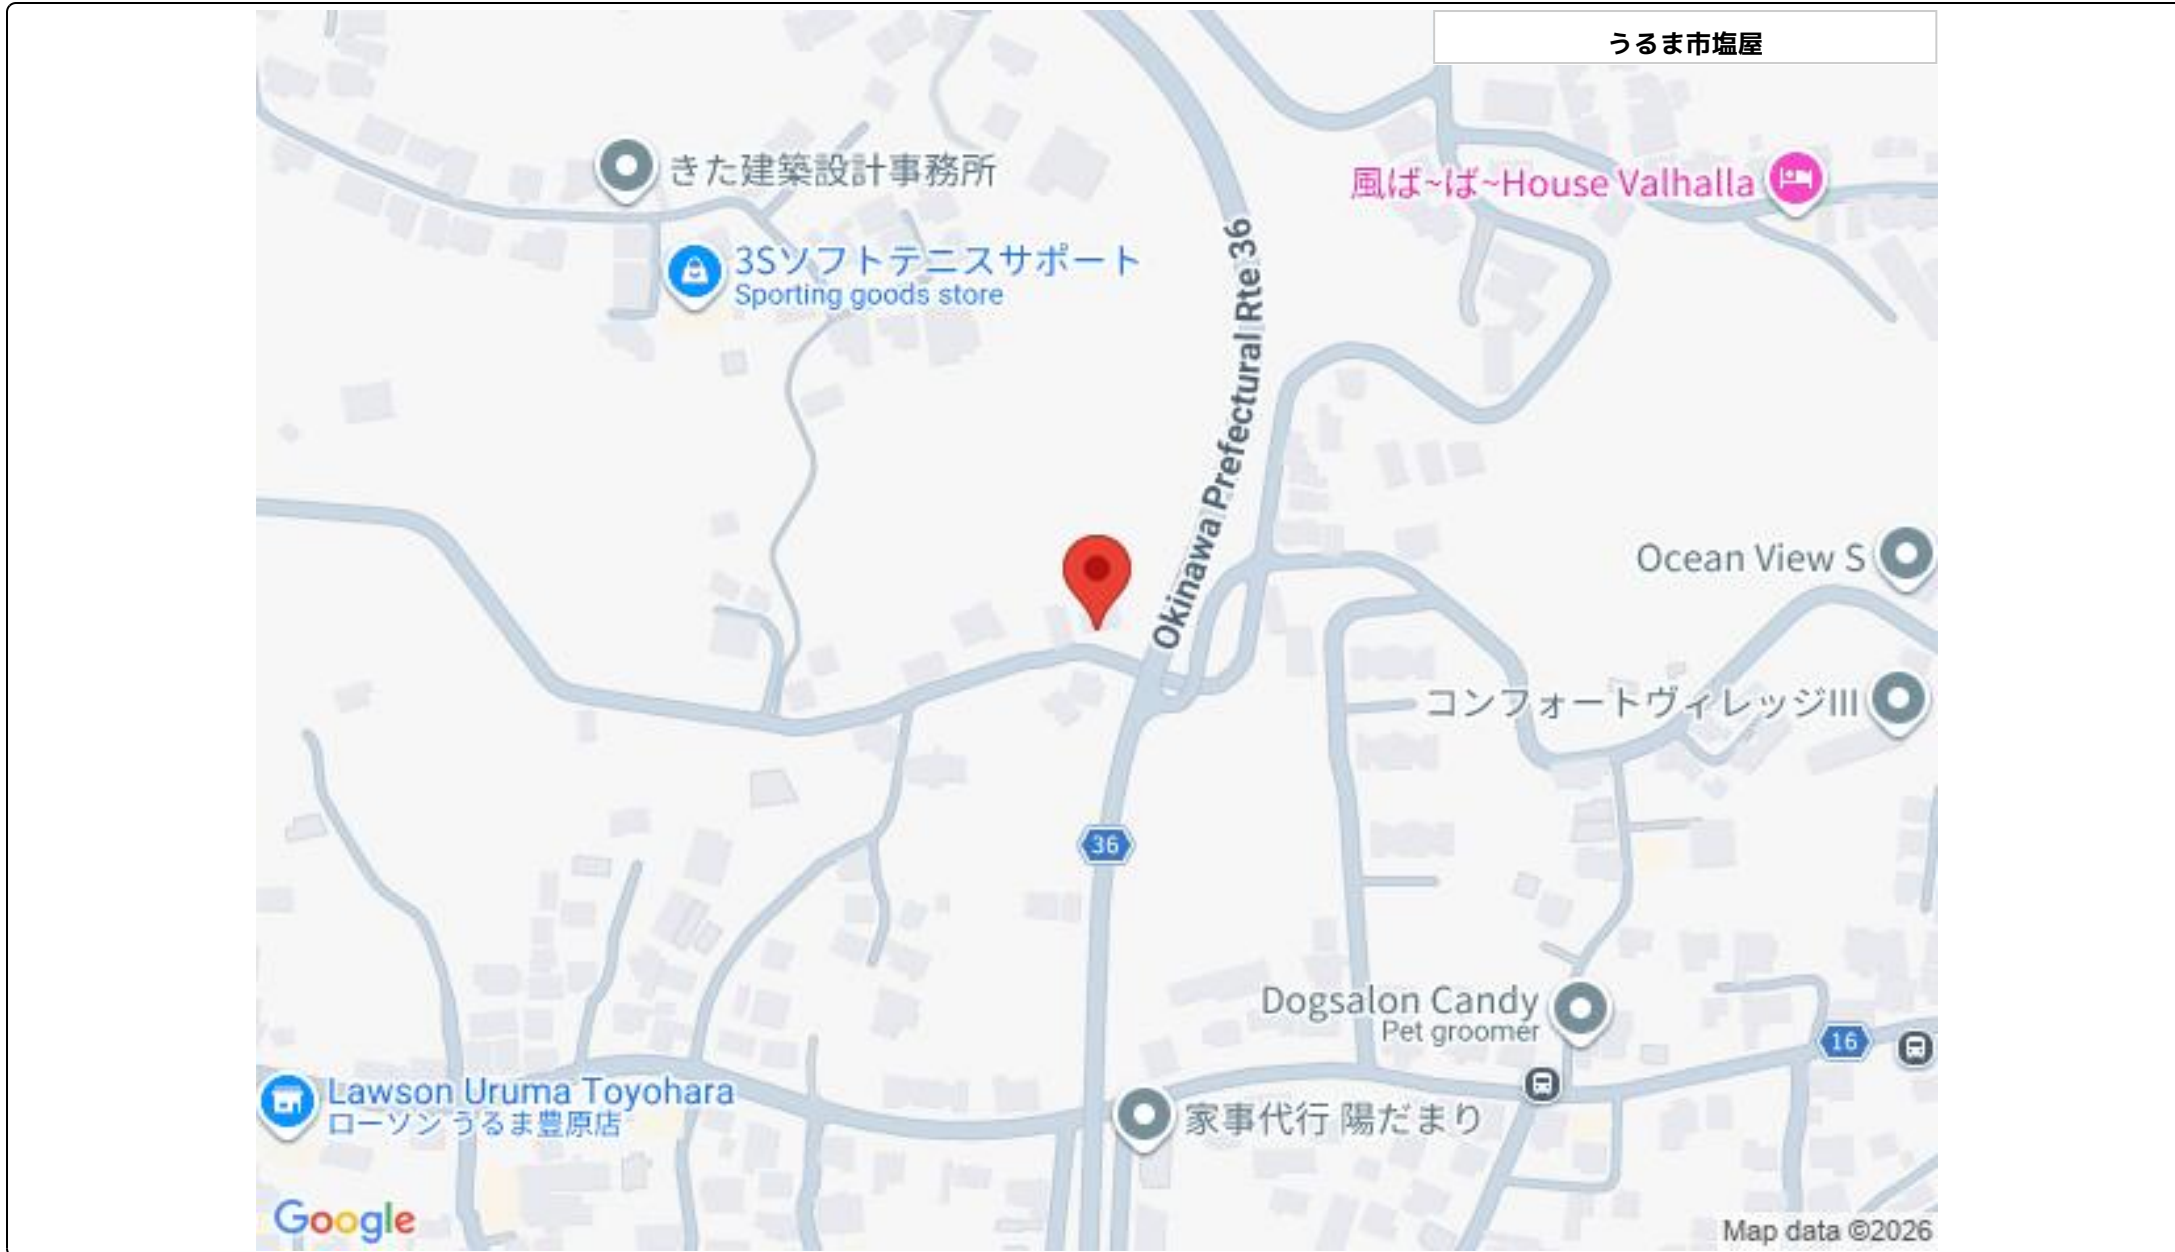 うるま市塩屋
きた建築設計事務所
風ば~ば~House Valhalla
3Sソフトテニスサポート
Sporting goods store
Okinawa Prefectural Rte 36
Ocean View S
コンフォートヴィレッジIII
36
Dogsalon Candy
Pet groomer
16
Lawson Uruma Toyohara
ローソン うるま豊原店
家事代行 陽だまり
Google
Map data ©2026